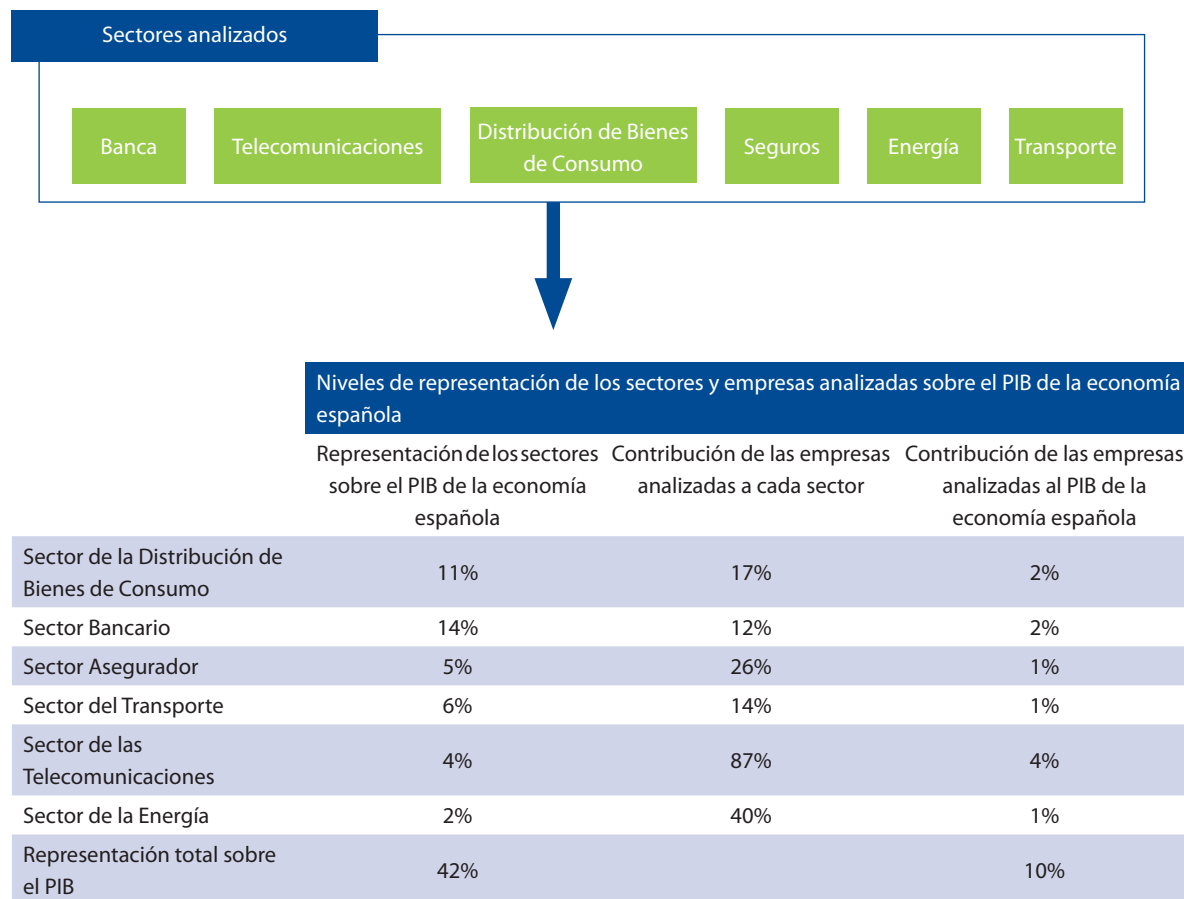 Sectores analizados
Banca
Telecomunicaciones
Distribución de Bienes
de Consumo
Seguros
Energía
Transporte
Niveles de representación de los sectores y empresas analizadas sobre el PIB de la economía
española
Representación de los sectores
sobre el PIB de la economía
española
Contribución de las empresas
analizadas a cada sector
Contribución de las empresas
analizadas al PIB de la
economía española
Sector de la Distribución de
Bienes de Consumo
11% 17% 2%
Sector Bancario 14% 12% 2%
Sector Asegurador 5% 26% 1%
Sector del Transporte 6% 14% 1%
Sector de las
Telecomunicaciones
4% 87% 4%
Sector de la Energía 2% 40% 1%
Representación total sobre
el PIB
42% 10%